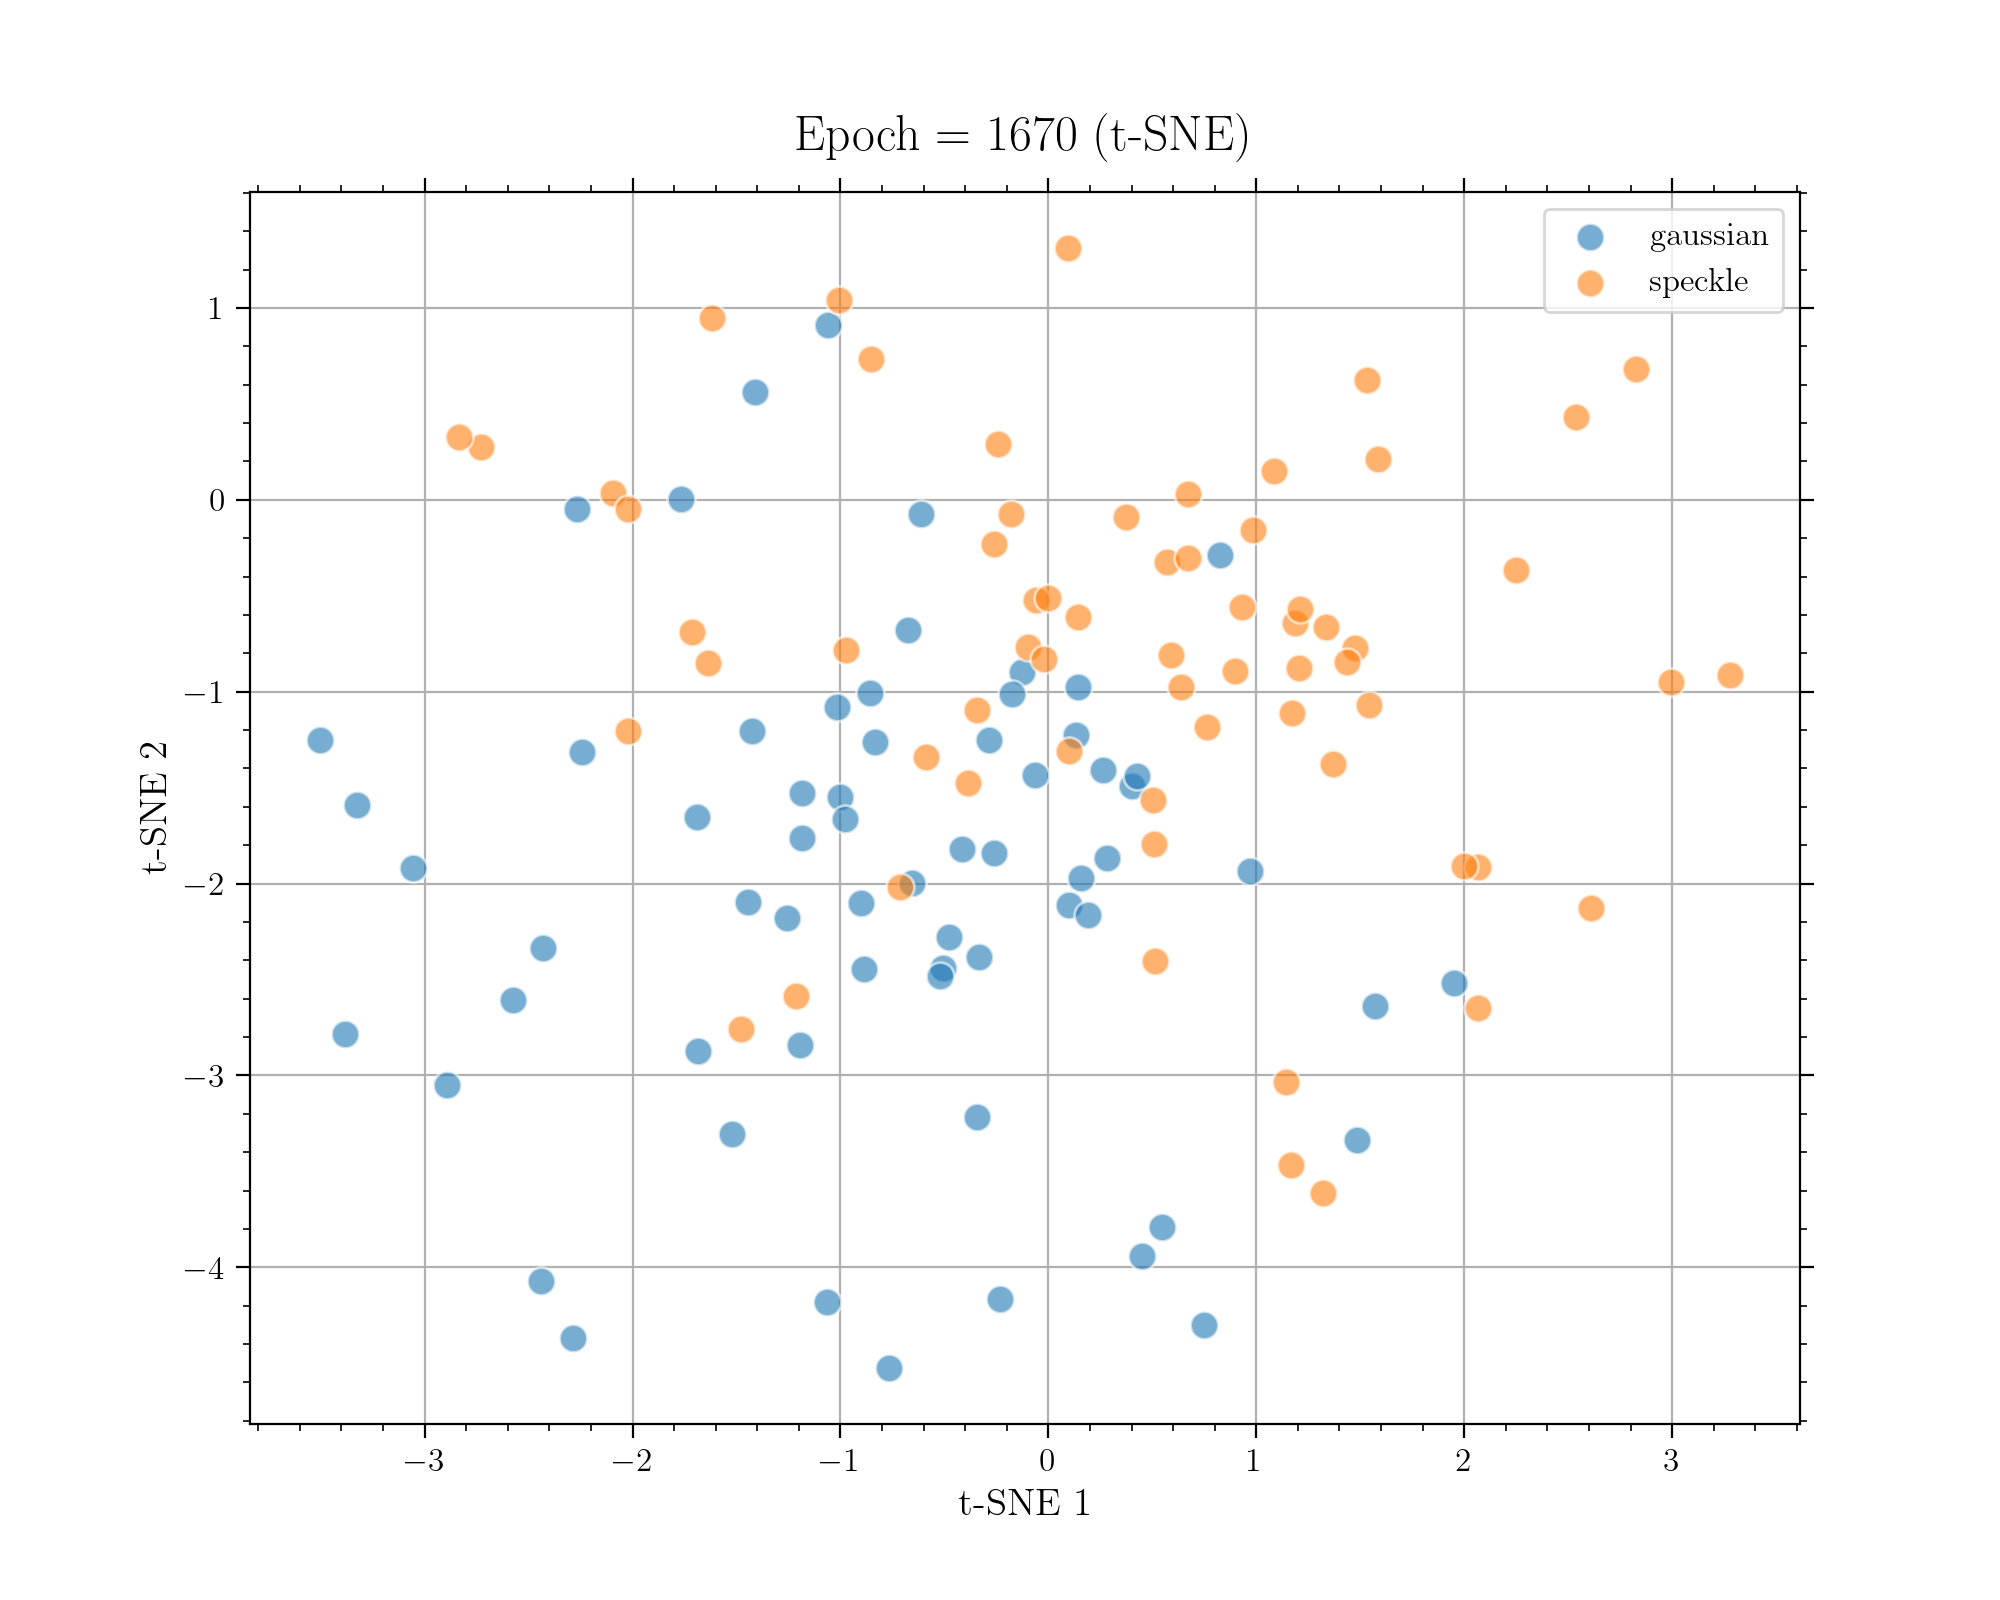 Epoch = 1670 (t-SNE)
gaussian
speckle
1
0
−1
−2
−3
−4
t-SNE 2
−3
−2
−1
0
1
2
3
t-SNE 1